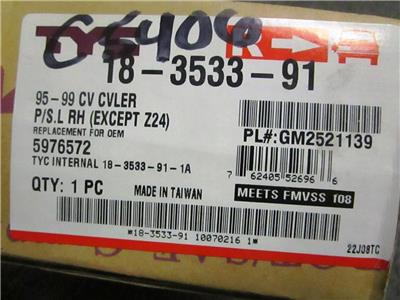 TYC
R
18-3533-91
95-99 CV CVLER
P/S.L RH (EXCEPT Z24)
REPLACEMENT FOR OEM
5976572
TYC INTERNAL 18-3533-91-1A
PL#:GM2521139
7 62405 52696 6
QTY: 1 PC
MADE IN TAIWAN
MEETS FMVSS 108
*18-3533-91 10070216 1*
22J08TC